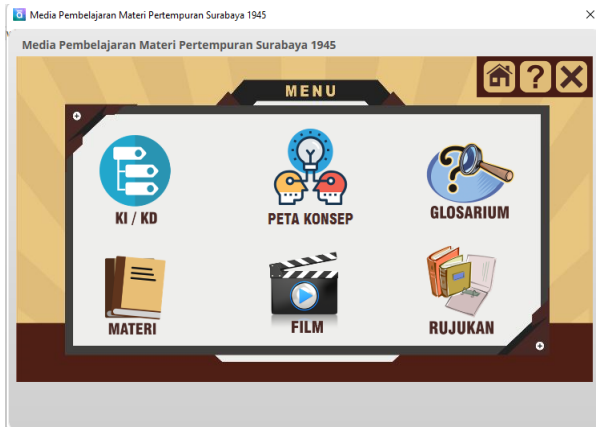 Media Pembelajaran Materi Pertempuran Surabaya 1945
Media Pembelajaran Materi Pertempuran Surabaya 1945
MENU
KI / KD
PETA KONSEP
GLOSARIUM
MATERI
FILM
RUJUKAN